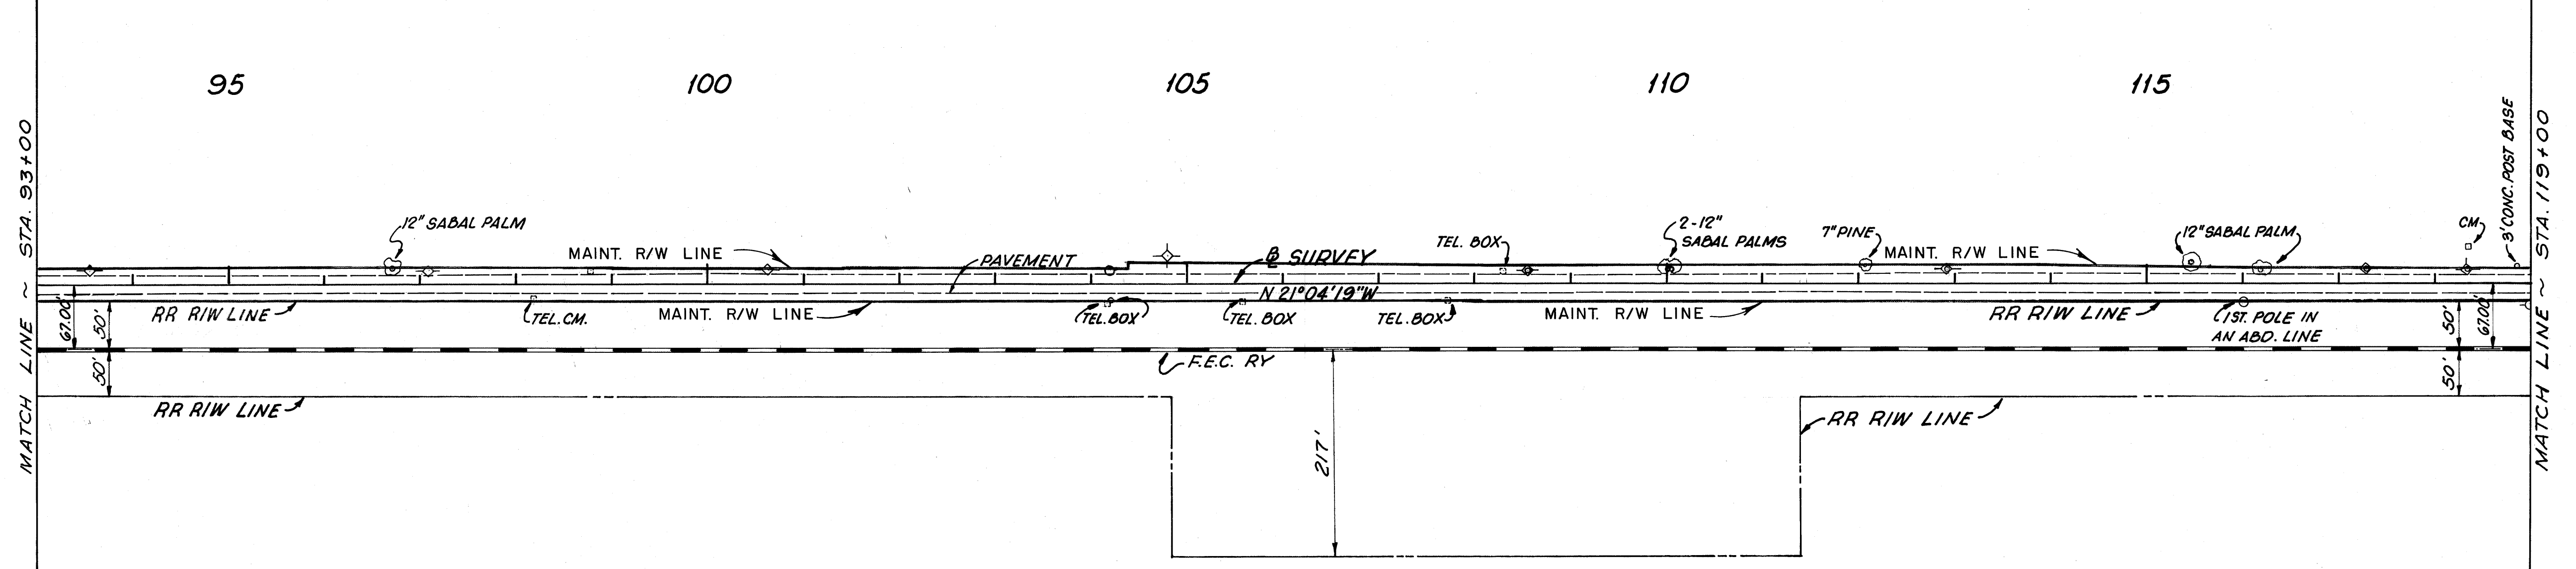 95
100
105
110
115
MATCH LINE ~ STA. 93+00
12" SABAL PALM
MAINT. R/W LINE
PAVEMENT
℄ SURVEY
TEL. BOX
2-12"
SABAL PALMS
7" PINE
MAINT. R/W LINE
12" SABAL PALM
CM
3' CONC. POST BASE
MATCH LINE ~ STA. 119+00
N 21°04'19"W
67.00'
50'
RR R/W LINE
TEL. CM.
MAINT. R/W LINE
TEL. BOX
TEL. BOX
TEL. BOX
MAINT. R/W LINE
RR R/W LINE
1ST. POLE IN
AN ABD. LINE
50'
67.00'
F.E.C. RY
50'
50'
RR R/W LINE
RR R/W LINE
217'